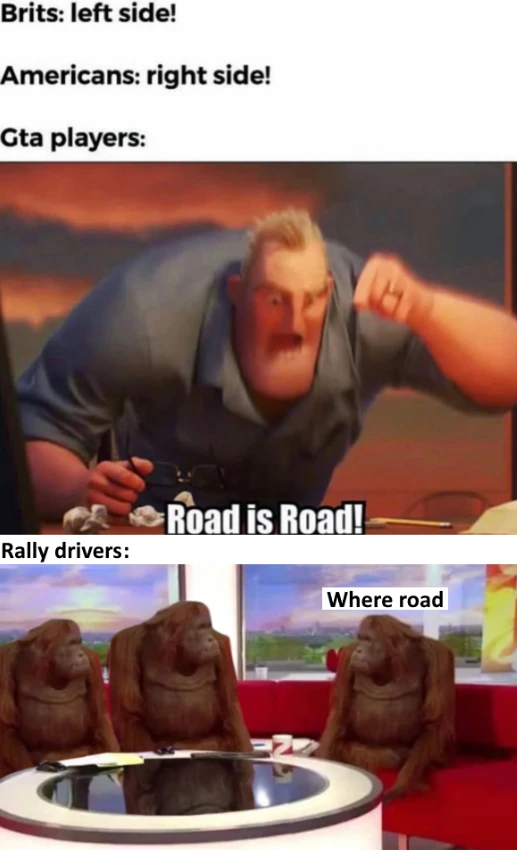 Brits: left side!
Americans: right side!
Gta players:
Road is Road!
Rally drivers:
Where road